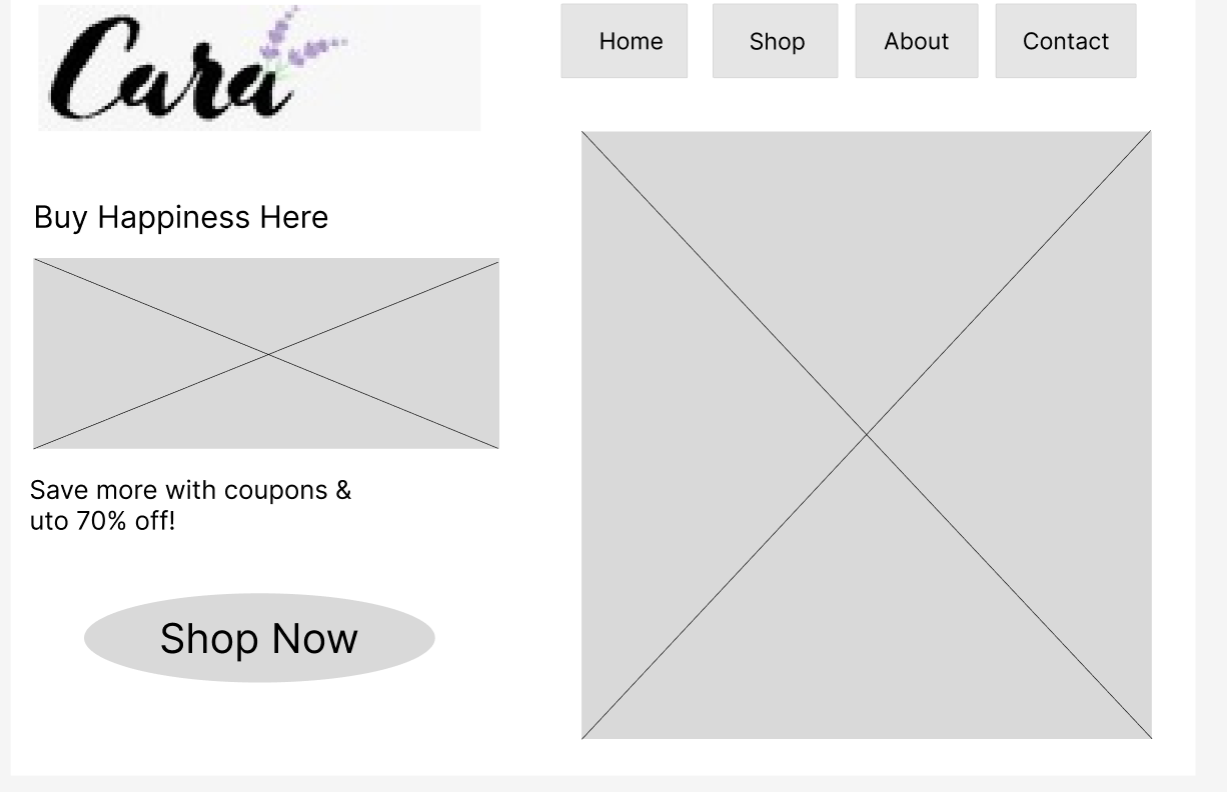 Cara
Home Shop About Contact
Buy Happiness Here
Save more with coupons &
uto 70% off!
Shop Now